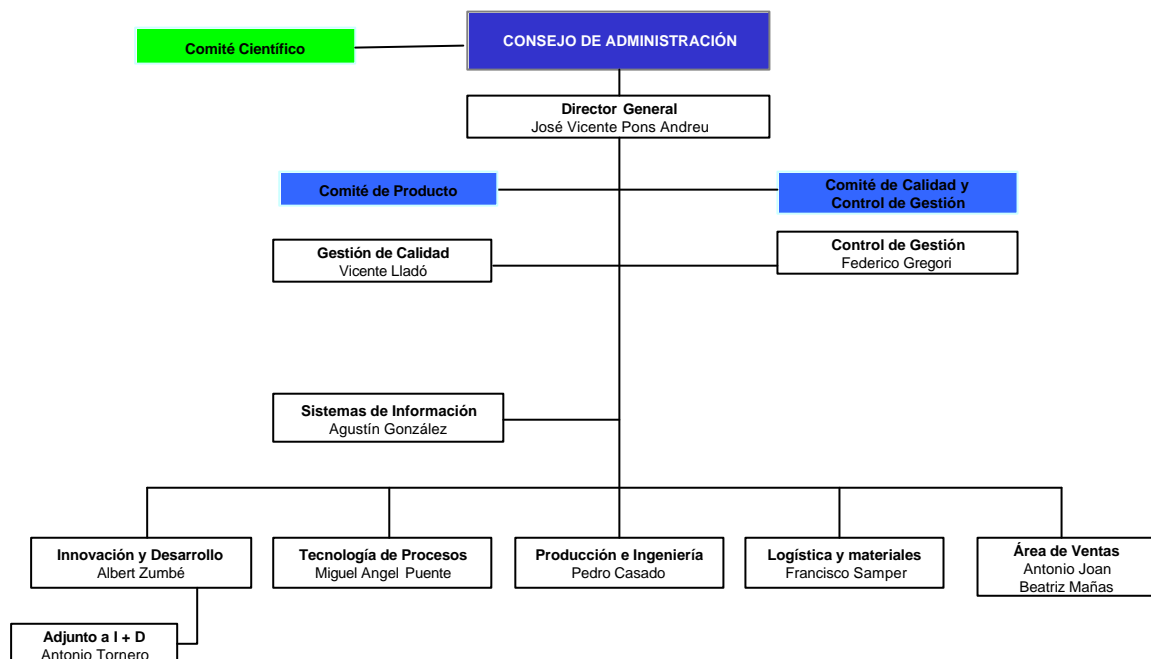 Comité Científico
CONSEJO DE ADMINISTRACIÓN
Director General
José Vicente Pons Andreu
Comité de Producto
Comité de Calidad y
Control de Gestión
Gestión de Calidad
Vicente Lladó
Control de Gestión
Federico Gregori
Sistemas de Información
Agustín González
Innovación y Desarrollo
Albert Zumbé
Tecnología de Procesos
Miguel Angel Puente
Producción e Ingeniería
Pedro Casado
Logística y materiales
Francisco Samper
Área de Ventas
Antonio Joan
Beatriz Mañas
Adjunto a I + D
Antonio Tornero